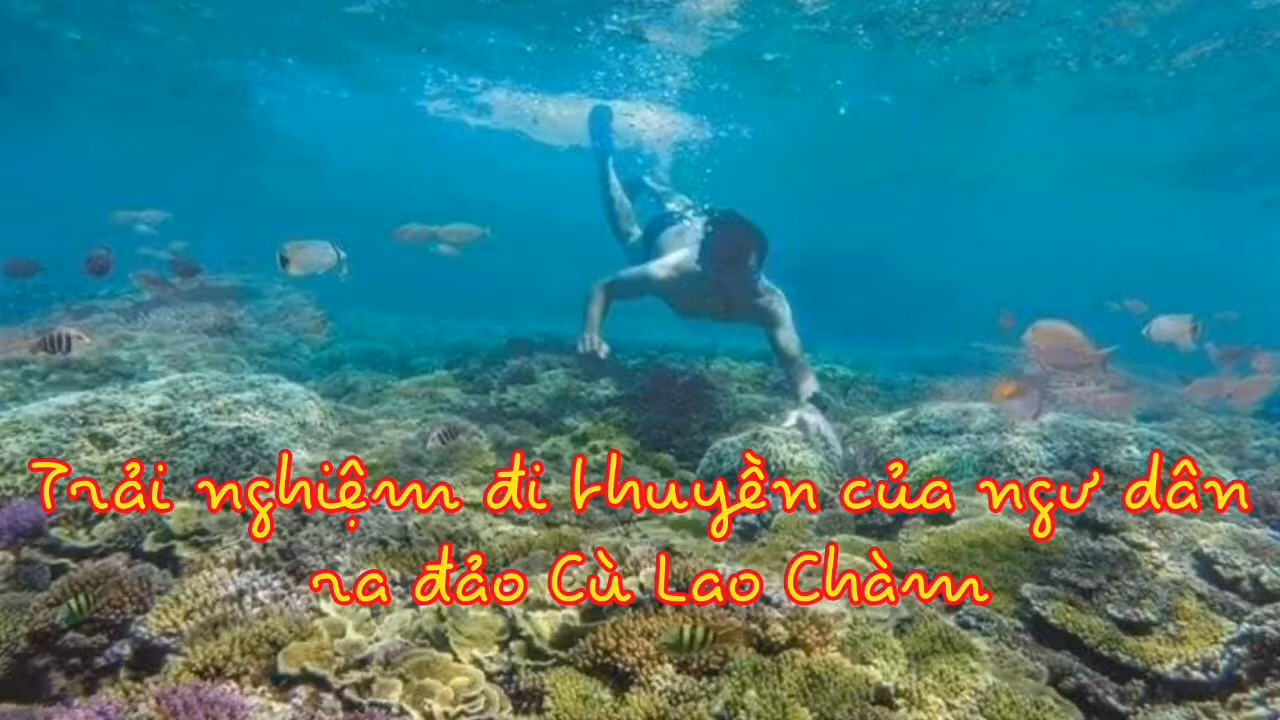 Trải nghiệm đi thuyền của ngư dân
ra đảo Cù Lao Chàm